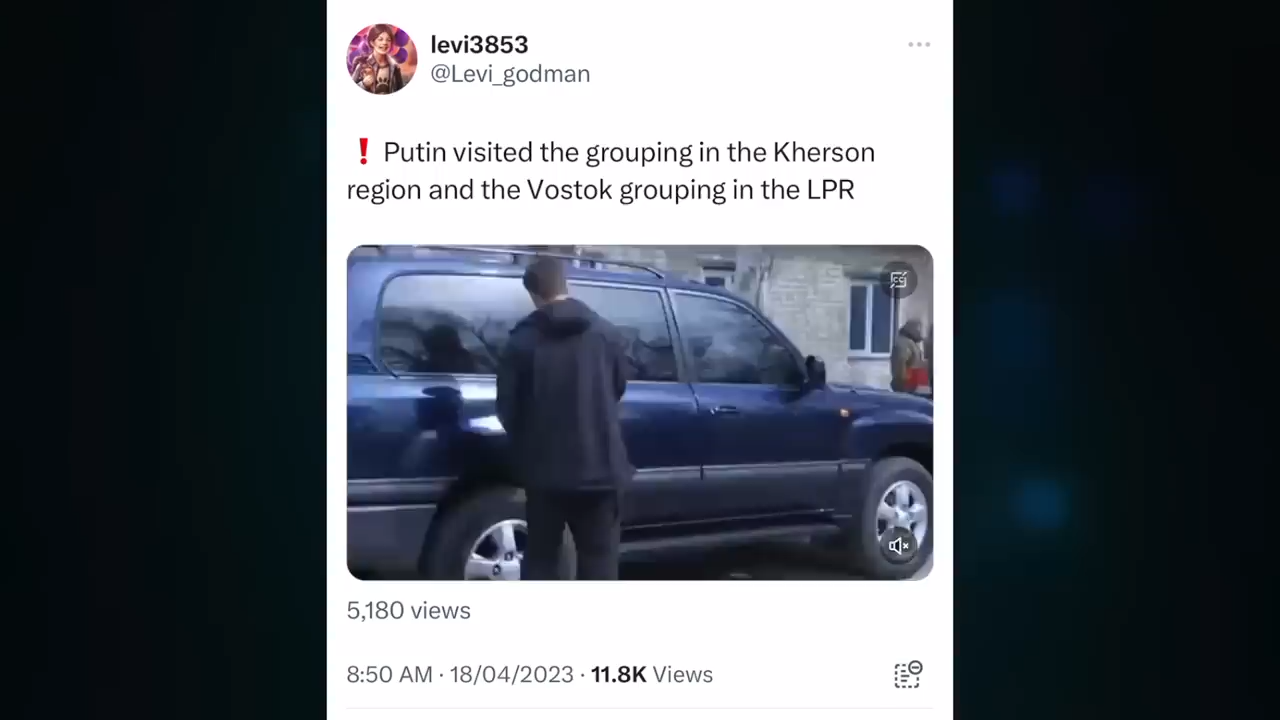 levi3853
@Levi_godman
❗ Putin visited the grouping in the Kherson
region and the Vostok grouping in the LPR
CC
5,180 views
8:50 AM · 18/04/2023 · 11.8K Views